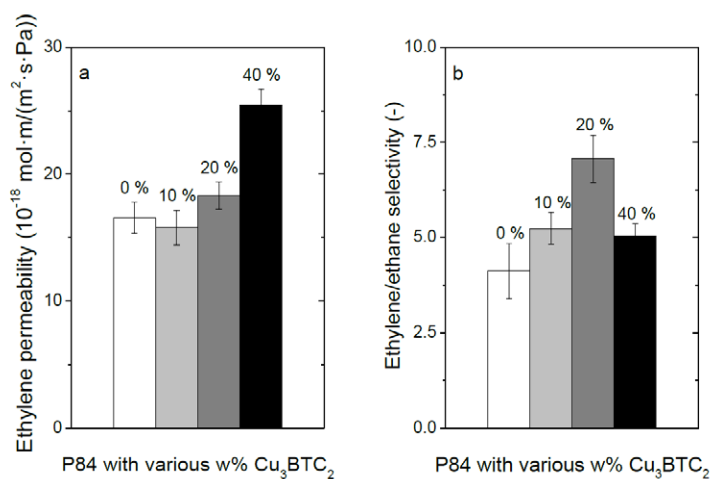 Ethylene permeability (10⁻¹⁸ mol·m/(m²·s·Pa))
30
20
10
0
a
0 %
10 %
20 %
40 %
P84 with various w% Cu₃BTC₂
Ethylene/ethane selectivity (-)
10.0
7.5
5.0
2.5
0.0
b
0 %
10 %
20 %
40 %
P84 with various w% Cu₃BTC₂